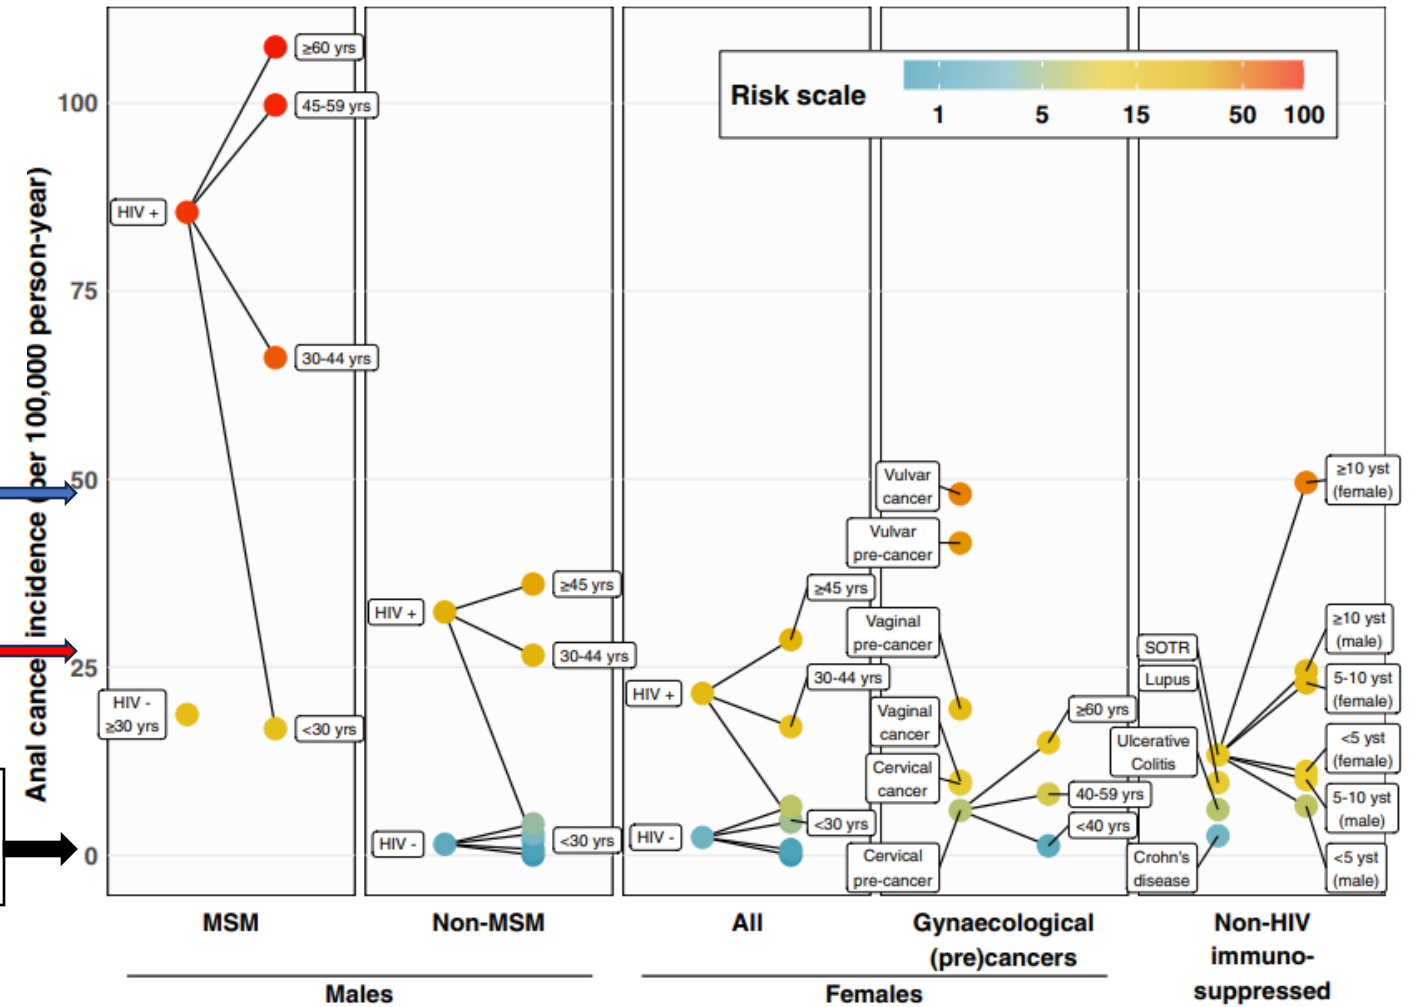 Anal cancer incidence (per 100,000 person-year)
100
75
50
25
0
Risk scale
1
5
15
50
100
≥60 yrs
45-59 yrs
HIV +
30-44 yrs
HIV -
≥30 yrs
<30 yrs
HIV +
≥45 yrs
30-44 yrs
HIV -
<30 yrs
≥45 yrs
HIV +
30-44 yrs
HIV -
<30 yrs
Vulvar
cancer
Vulvar
pre-cancer
Vaginal
pre-cancer
Vaginal
cancer
Cervical
cancer
Cervical
pre-cancer
≥60 yrs
40-59 yrs
<40 yrs
SOTR
Lupus
Ulcerative
Colitis
Crohn's
disease
≥10 yst
(female)
≥10 yst
(male)
5-10 yst
(female)
<5 yst
(female)
5-10 yst
(male)
<5 yst
(male)
MSM
Non-MSM
All
Gynaecological
(pre)cancers
Non-HIV
immuno-
suppressed
Males
Females